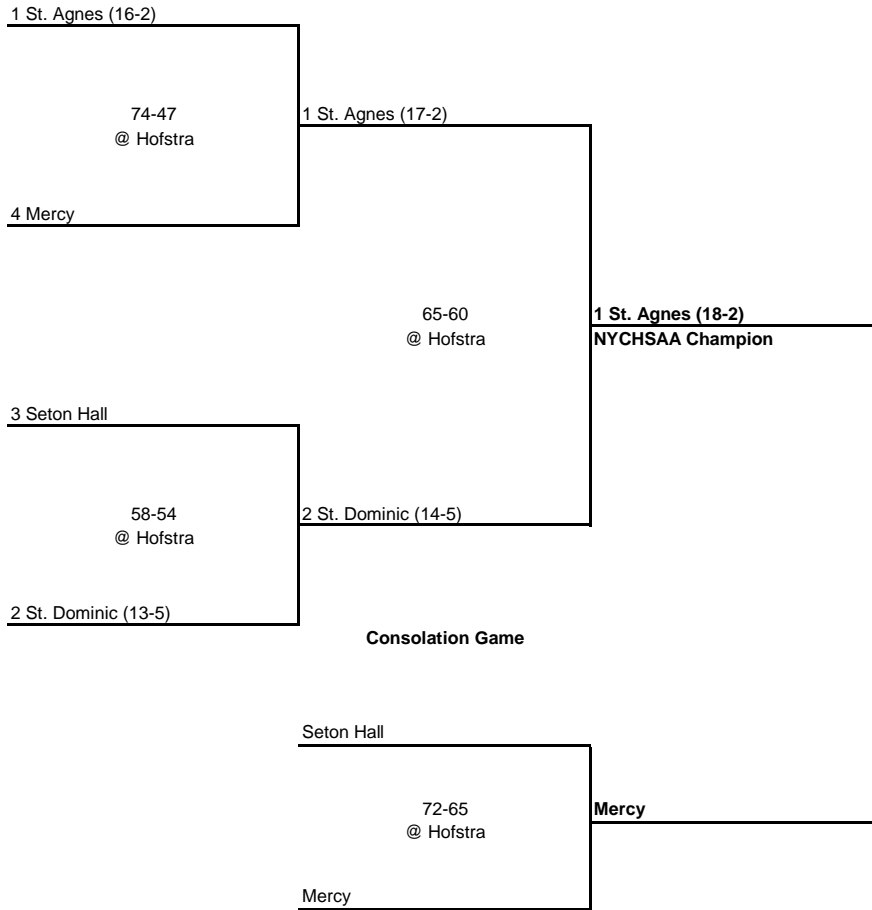 1 St. Agnes (16-2)
74-47
@ Hofstra
1 St. Agnes (17-2)
4 Mercy
65-60
@ Hofstra
1 St. Agnes (18-2)
NYCHSAA Champion
3 Seton Hall
58-54
@ Hofstra
2 St. Dominic (14-5)
2 St. Dominic (13-5)
Consolation Game
Seton Hall
72-65
@ Hofstra
Mercy
Mercy